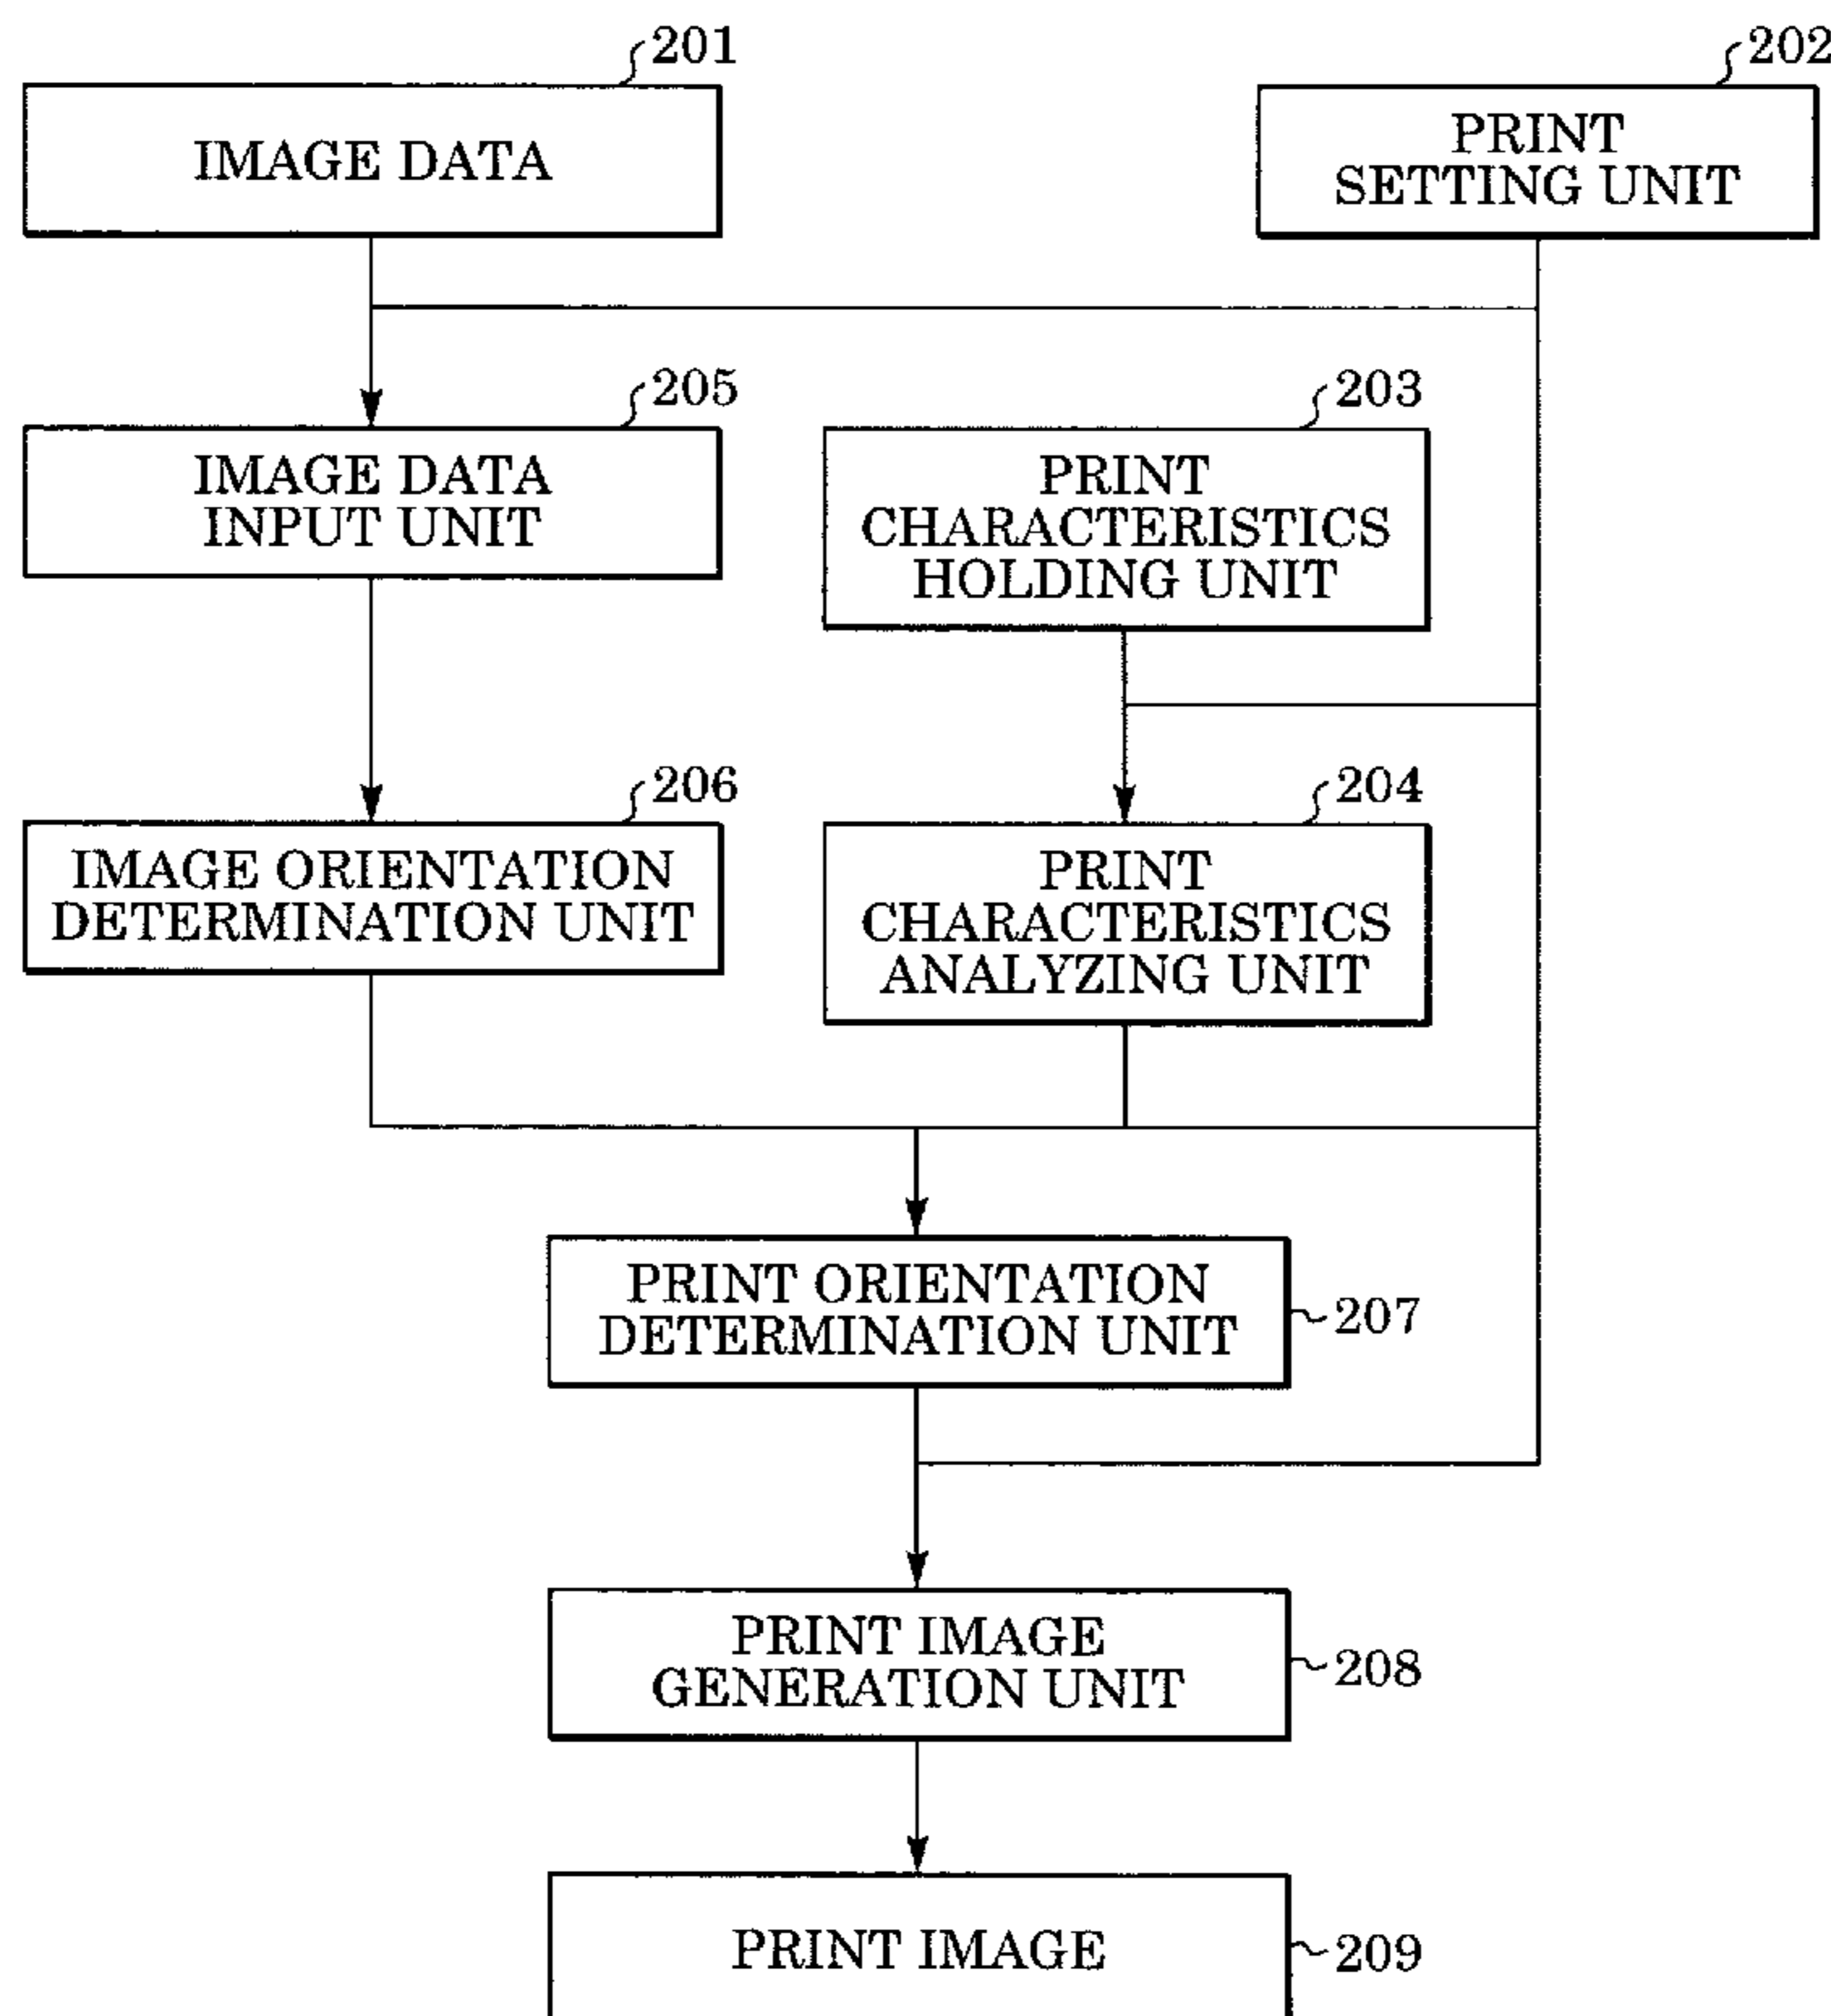 201
IMAGE DATA
202
PRINT
SETTING UNIT
205
IMAGE DATA
INPUT UNIT
203
PRINT
CHARACTERISTICS
HOLDING UNIT
206
IMAGE ORIENTATION
DETERMINATION UNIT
204
PRINT
CHARACTERISTICS
ANALYZING UNIT
PRINT ORIENTATION
DETERMINATION UNIT
207
PRINT IMAGE
GENERATION UNIT
208
PRINT IMAGE
209